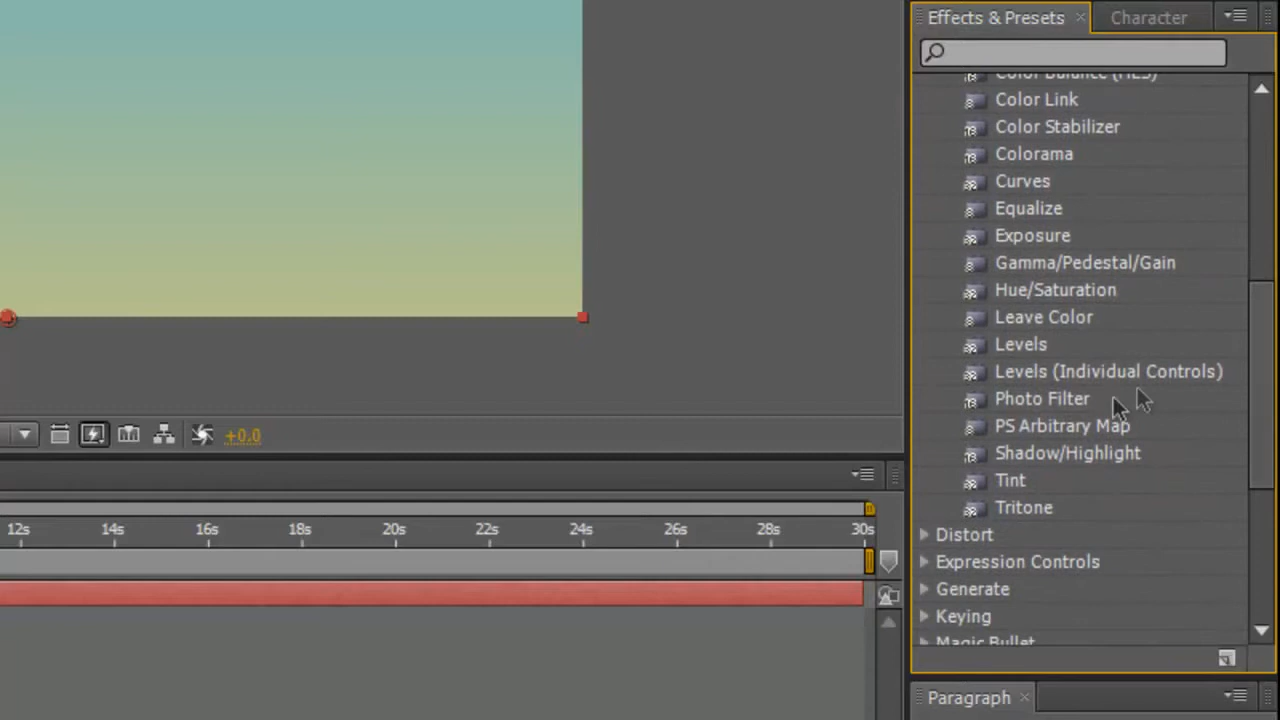 Effects & Presets
Character
Color Balance (HLS)
Color Link
Color Stabilizer
Colorama
Curves
Equalize
Exposure
Gamma/Pedestal/Gain
Hue/Saturation
Leave Color
Levels
Levels (Individual Controls)
Photo Filter
PS Arbitrary Map
Shadow/Highlight
Tint
Tritone
Distort
Expression Controls
Generate
Keying
Magic Bullet
Paragraph
+0.0
12s 14s 16s 18s 20s 22s 24s 26s 28s 30s